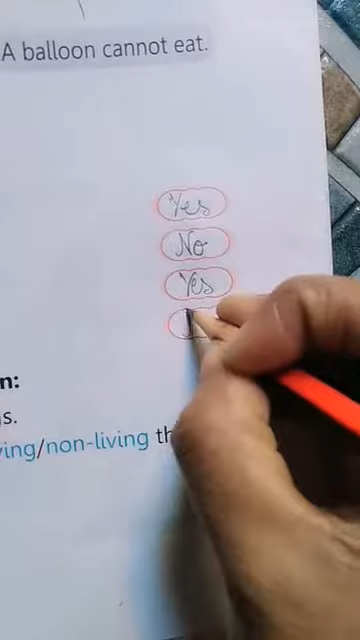 A balloon cannot eat.
Yes
No
Yes
n:
s.
ving/non-living th